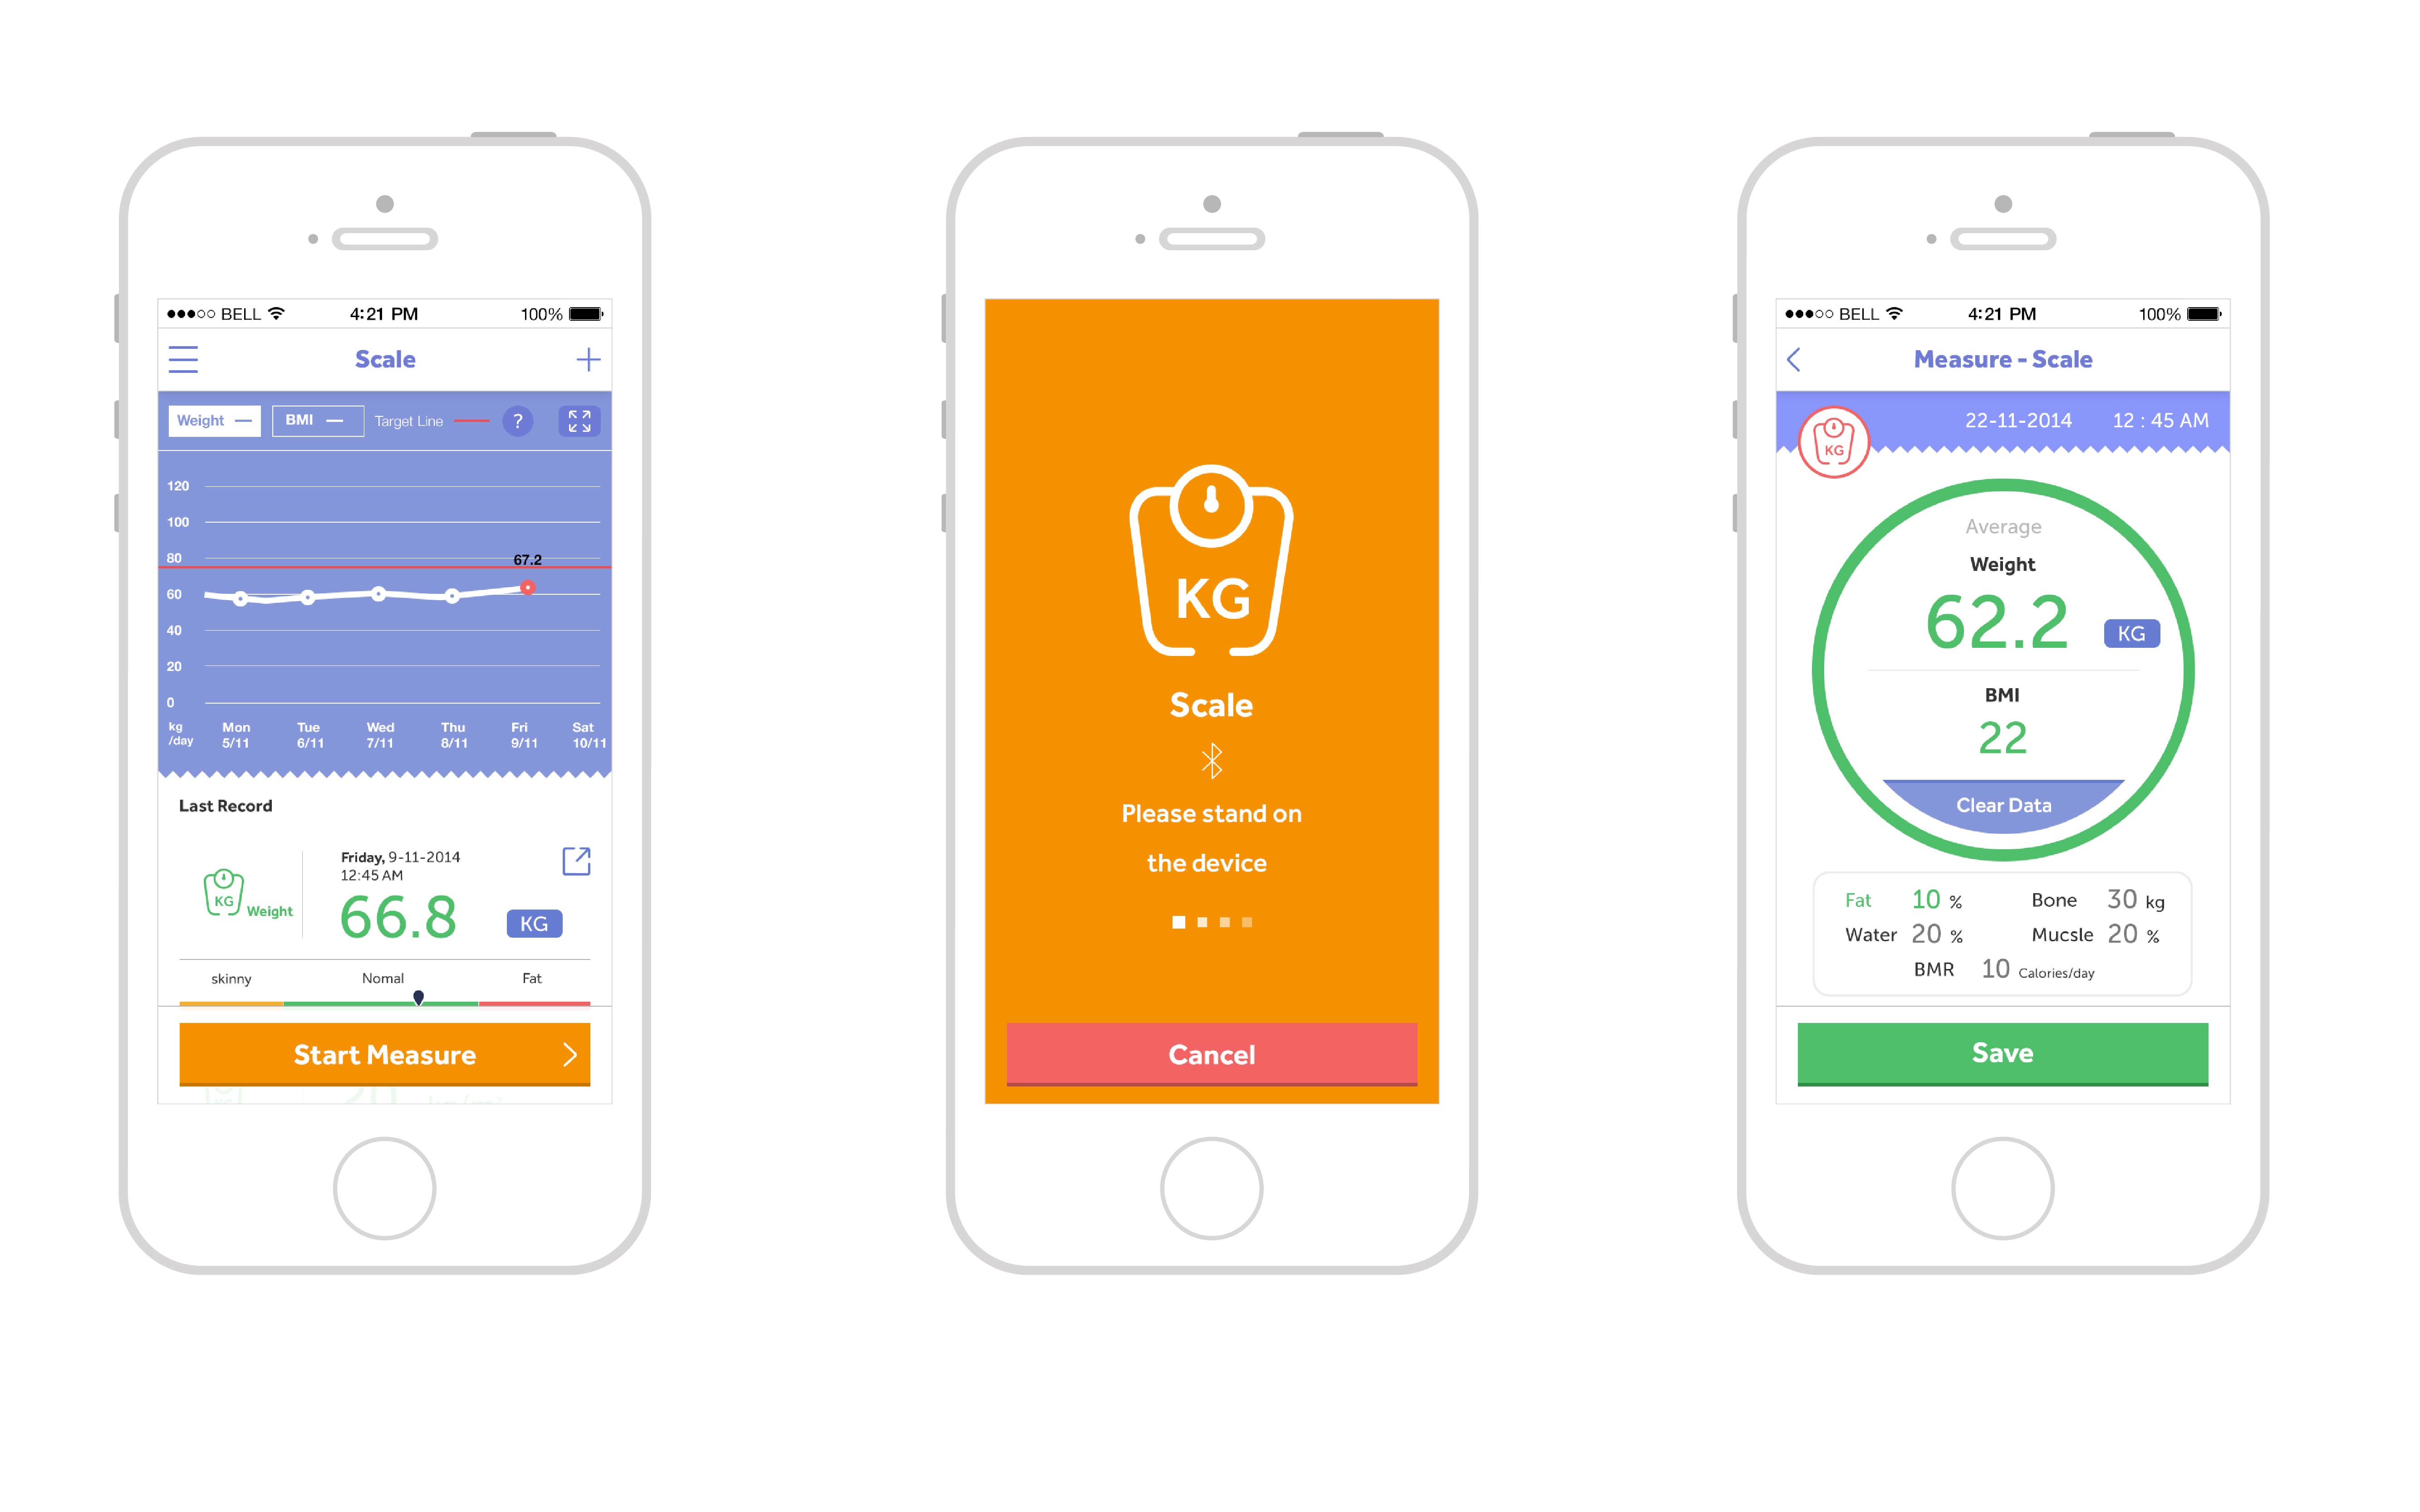 BELL 4:21 PM 100%
Scale
Weight BMI Target Line ?
120
100
80
67.2
60
40
20
0
kg Mon Tue Wed Thu Fri Sat
/day 5/11 6/11 7/11 8/11 9/11 10/11
Last Record
Friday, 9-11-2014
12:45 AM
KG Weight
66.8 KG
skinny Nomal Fat
Start Measure
KG
Scale
Please stand on
the device
Cancel
BELL 4:21 PM 100%
Measure - Scale
22-11-2014 12 : 45 AM
KG
Average
Weight
62.2 KG
BMI
22
Clear Data
Fat 10 % Bone 30 kg
Water 20 % Mucsle 20 %
BMR 10 Calories/day
Save